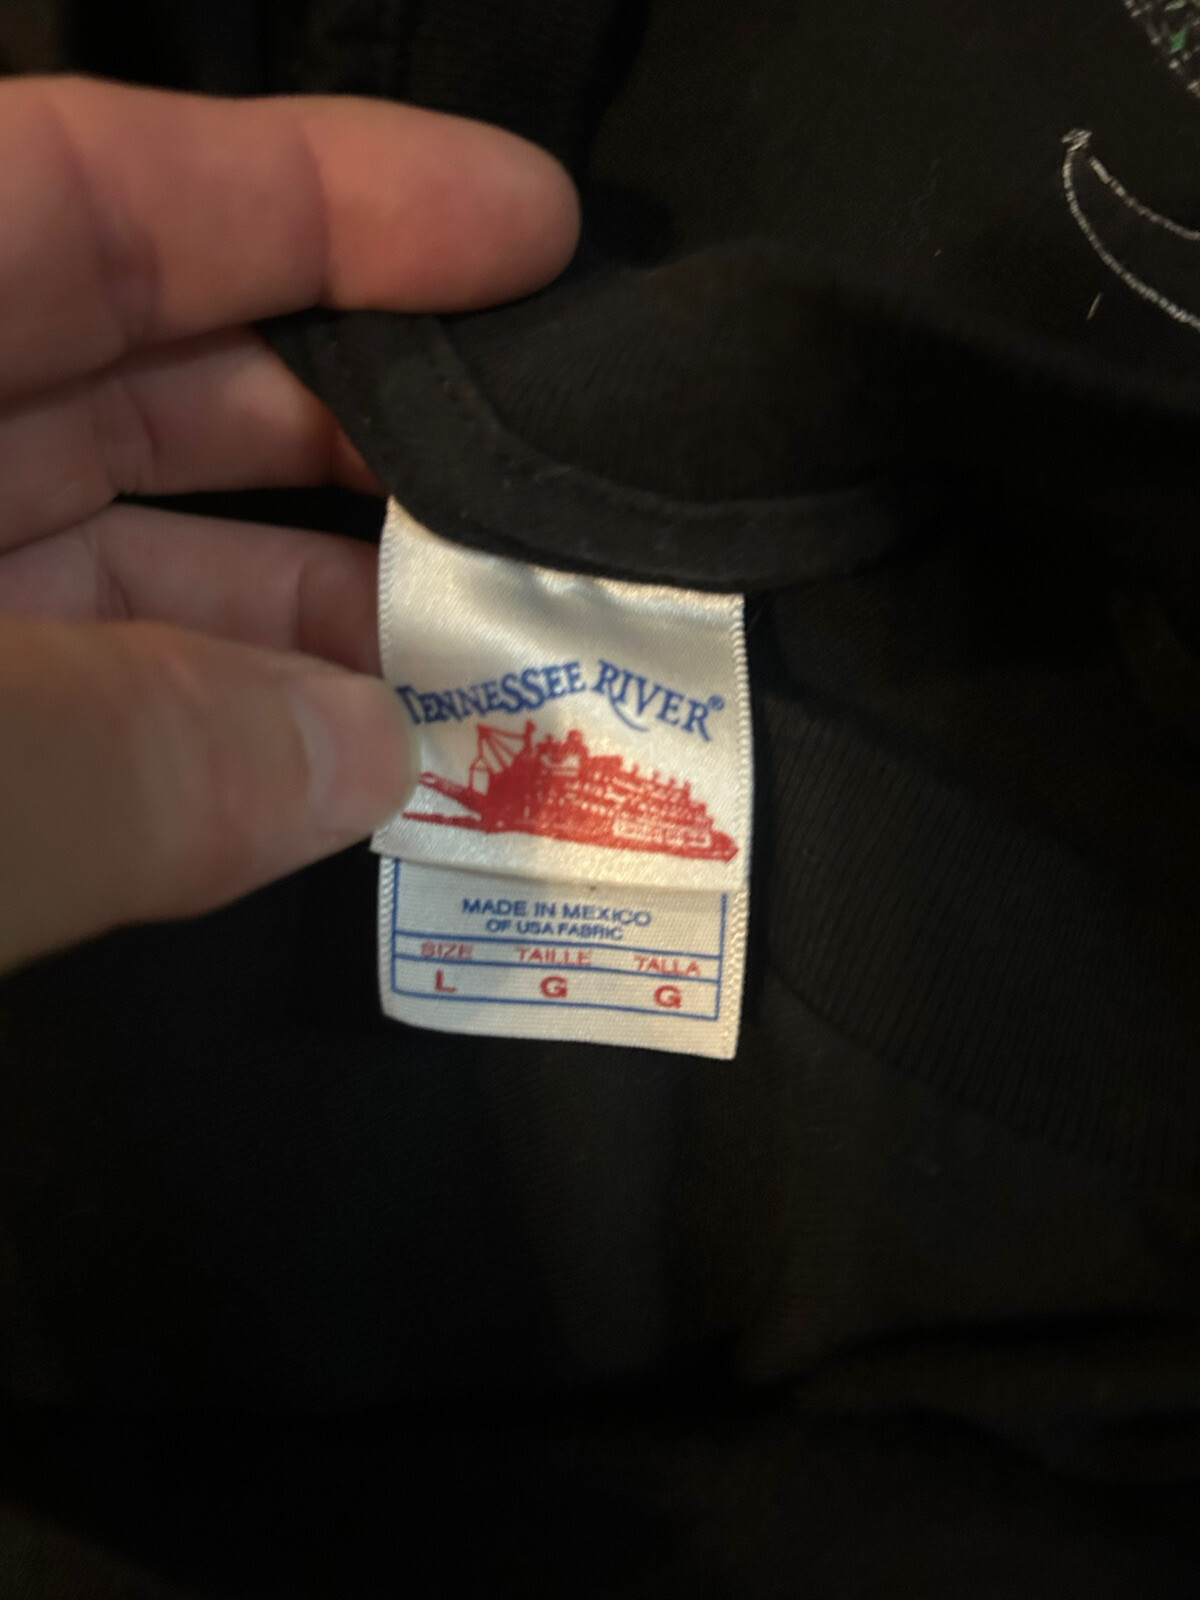 TENNESSEE RIVER®
MADE IN MEXICO
OF USA FABRIC
SIZE TAILLE TALLA
L G G